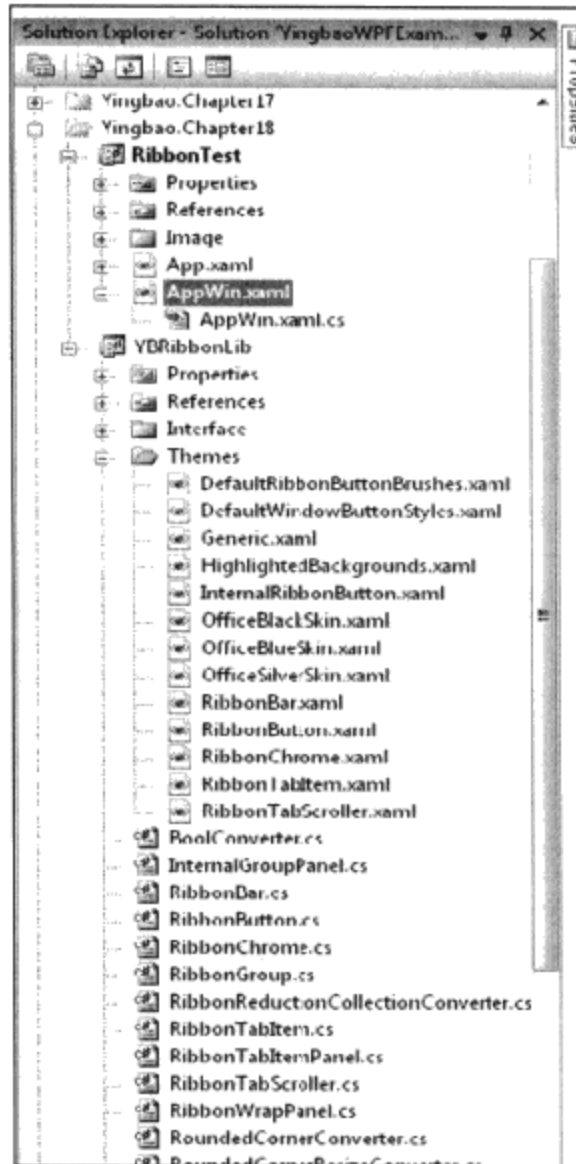 Solution Explorer - Solution 'YingbaoWPFExam...
Properties
Yingbao.Chapter17
Yingbao.Chapter18
RibbonTest
Properties
References
Image
App.xaml
AppWin.xaml
AppWin.xaml.cs
YBRibbonLib
Properties
References
Interface
Themes
DefaultRibbonButtonBrushes.xaml
DefaultWindowButtonStyles.xaml
Generic.xaml
HighlightedBackgrounds.xaml
InternalRibbonButton.xaml
OfficeBlackSkin.xaml
OfficeBlueSkin.xaml
OfficeSilverSkin.xaml
RibbonBar.xaml
RibbonButton.xaml
RibbonChrome.xaml
RibbonTabItem.xaml
RibbonTabScroller.xaml
BoolConverter.cs
InternalGroupPanel.cs
RibbonBar.cs
RibbonButton.cs
RibbonChrome.cs
RibbonGroup.cs
RibbonReductionCollectionConverter.cs
RibbonTabItem.cs
RibbonTabItemPanel.cs
RibbonTabScroller.cs
RibbonWrapPanel.cs
RoundedCornerConverter.cs
RoundedCornerResizeConverter.cs